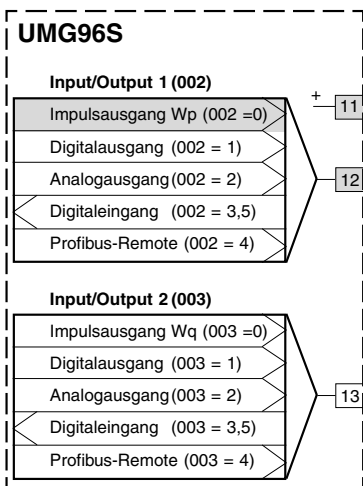 UMG96S
Input/Output 1 (002)
+
11
Impulsausgang Wp (002 =0)
Digitalausgang (002 = 1)
Analogausgang(002 = 2)
12
Digitaleingang (002 = 3,5)
Profibus-Remote (002 = 4)
Input/Output 2 (003)
Impulsausgang Wq (003 =0)
Digitalausgang (003 = 1)
Analogausgang(003 = 2)
13
Digitaleingang (003 = 3,5)
Profibus-Remote (003 = 4)